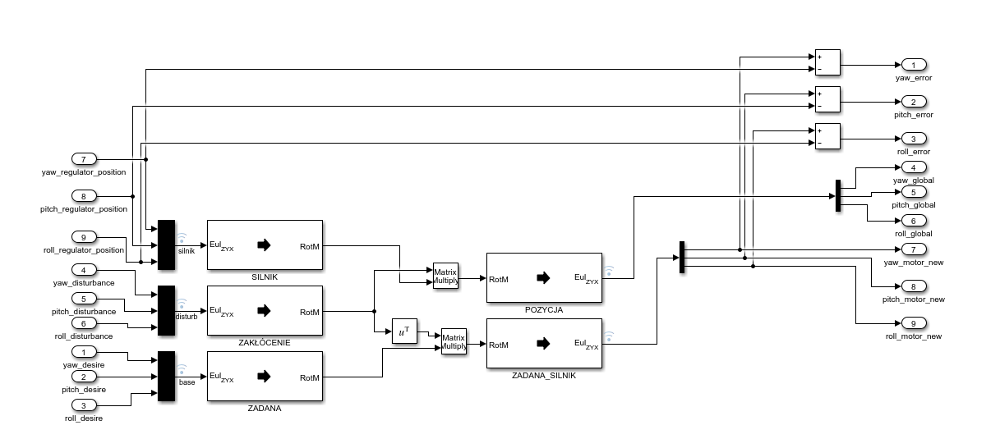 +
−
1
yaw_error
+
−
2
pitch_error
+
−
3
roll_error
7
yaw_regulator_position
4
yaw_global
8
pitch_regulator_position
5
pitch_global
6
roll_global
9
roll_regulator_position
silnik
Eul ZYX
RotM
SILNIK
7
yaw_motor_new
4
yaw_disturbance
Matrix
Multiply
RotM
Eul ZYX
POZYCJA
8
pitch_motor_new
5
pitch_disturbance
disturb
Eul ZYX
RotM
ZAKŁÓCENIE
6
roll_disturbance
9
roll_motor_new
uT
Matrix
Multiply
RotM
Eul ZYX
ZADANA_SILNIK
1
yaw_desire
2
pitch_desire
base
Eul ZYX
RotM
ZADANA
3
roll_desire